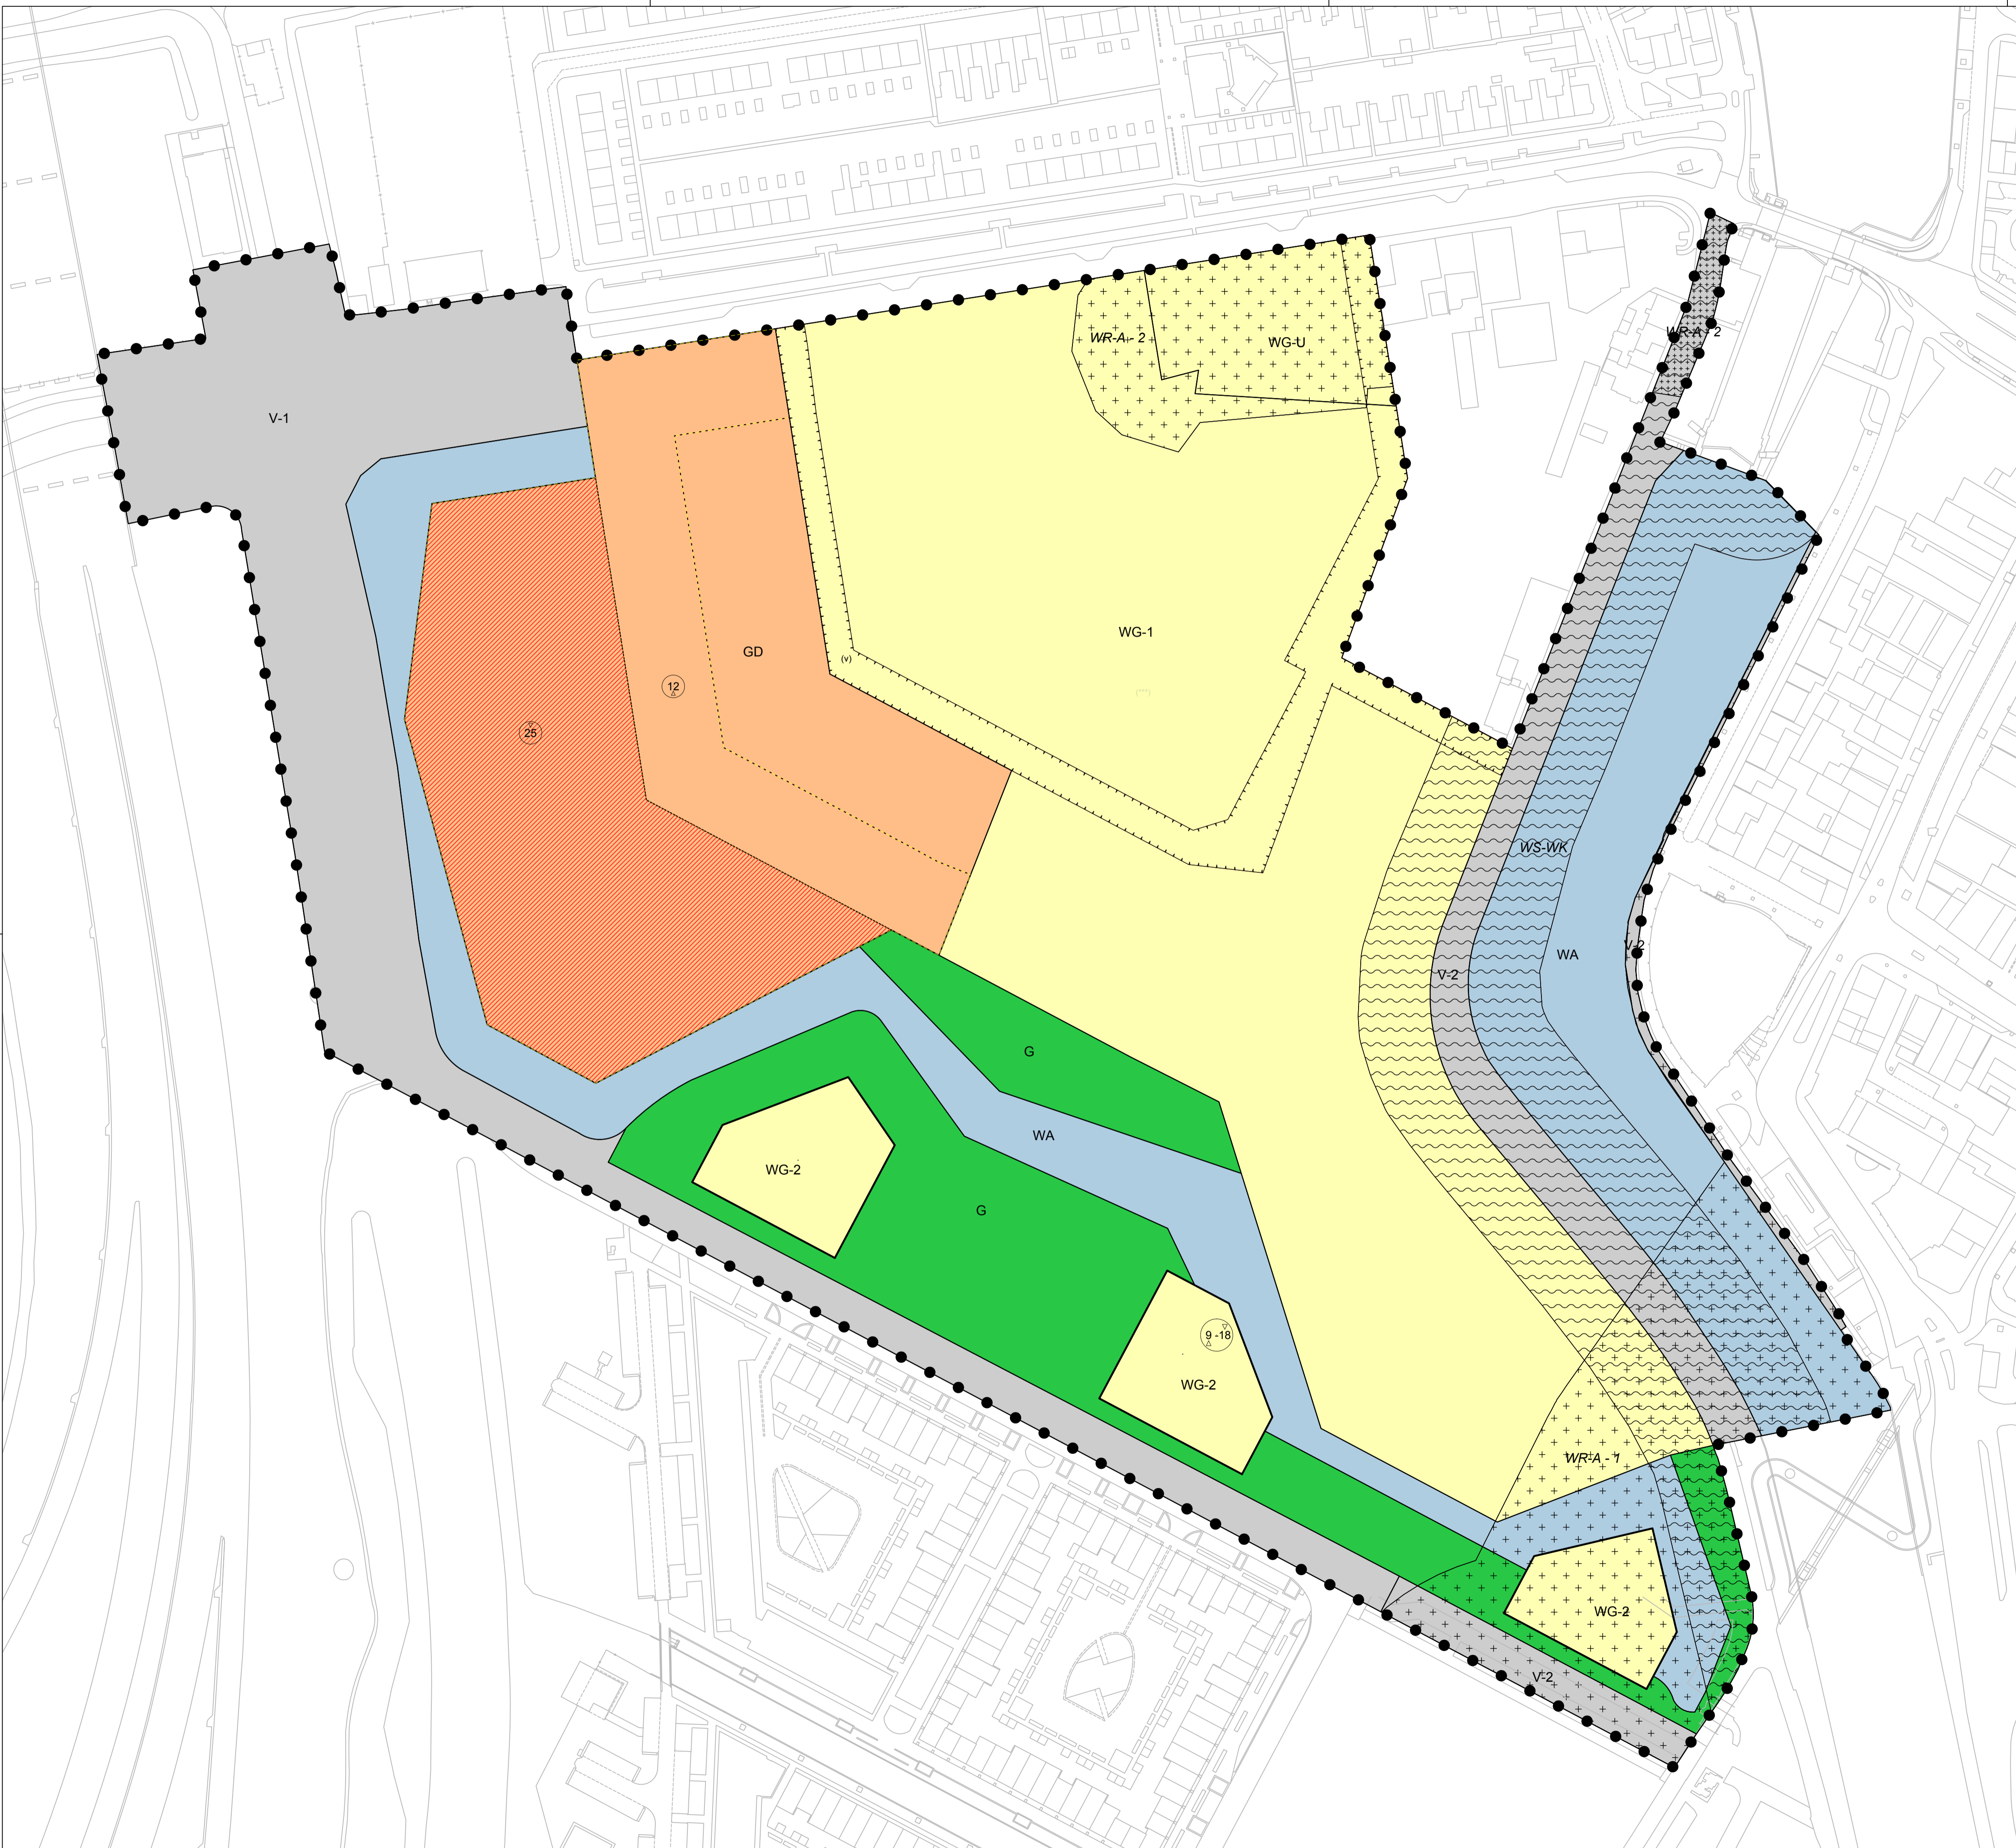 WR-A - 2
WR-A - 2
WG-U
V-1
WG-1
GD
(v)
12
25
WS-WK
V-2
WA
V-2
G
WA
WG-2
G
9 -18
WG-2
WR-A - 1
WG-2
V-2